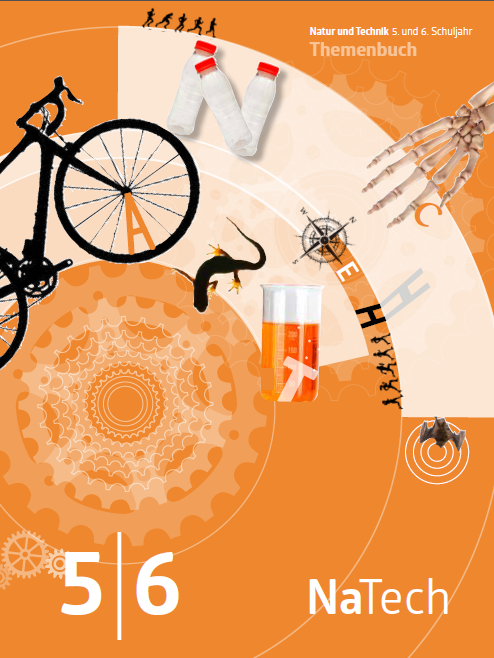 Natur und Technik 5. und 6. Schuljahr
Themenbuch
N
A
T
E
C
H
H
5|6
NaTech